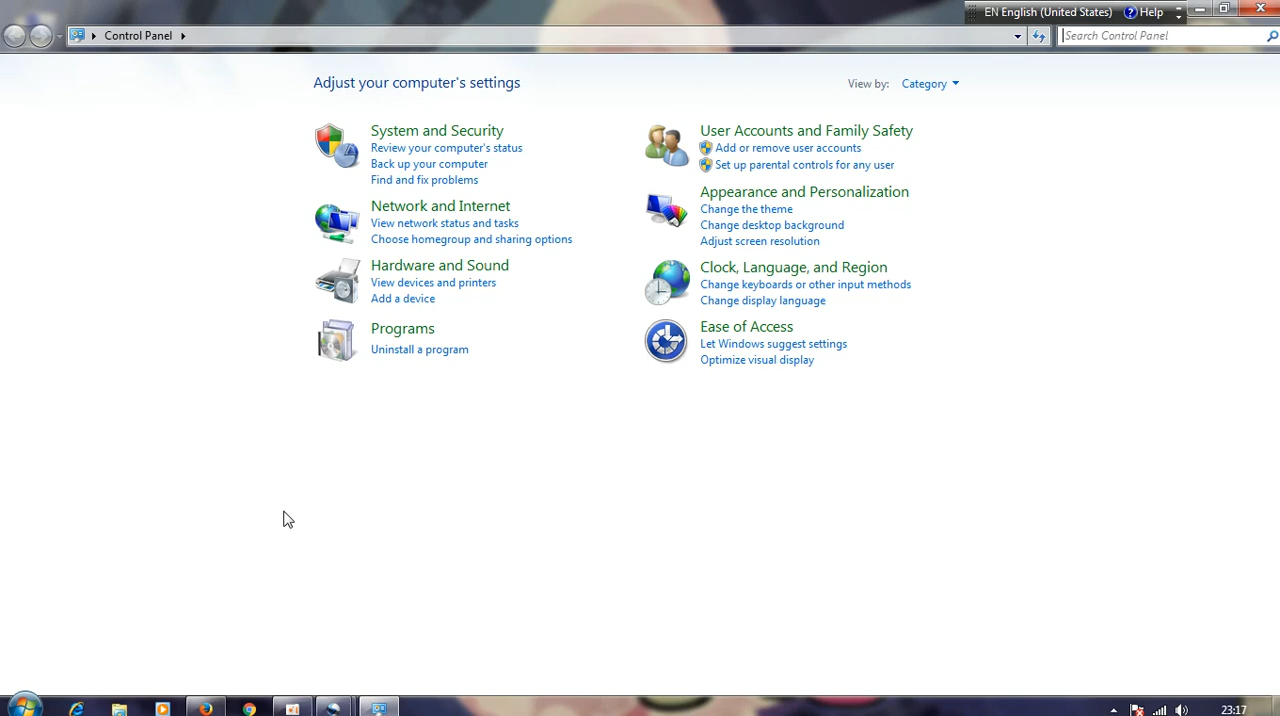 EN English (United States) Help
Control Panel
Search Control Panel
Adjust your computer's settings
View by: Category
System and Security
Review your computer's status
Back up your computer
Find and fix problems
Network and Internet
View network status and tasks
Choose homegroup and sharing options
Hardware and Sound
View devices and printers
Add a device
Programs
Uninstall a program
User Accounts and Family Safety
Add or remove user accounts
Set up parental controls for any user
Appearance and Personalization
Change the theme
Change desktop background
Adjust screen resolution
Clock, Language, and Region
Change keyboards or other input methods
Change display language
Ease of Access
Let Windows suggest settings
Optimize visual display
23:17